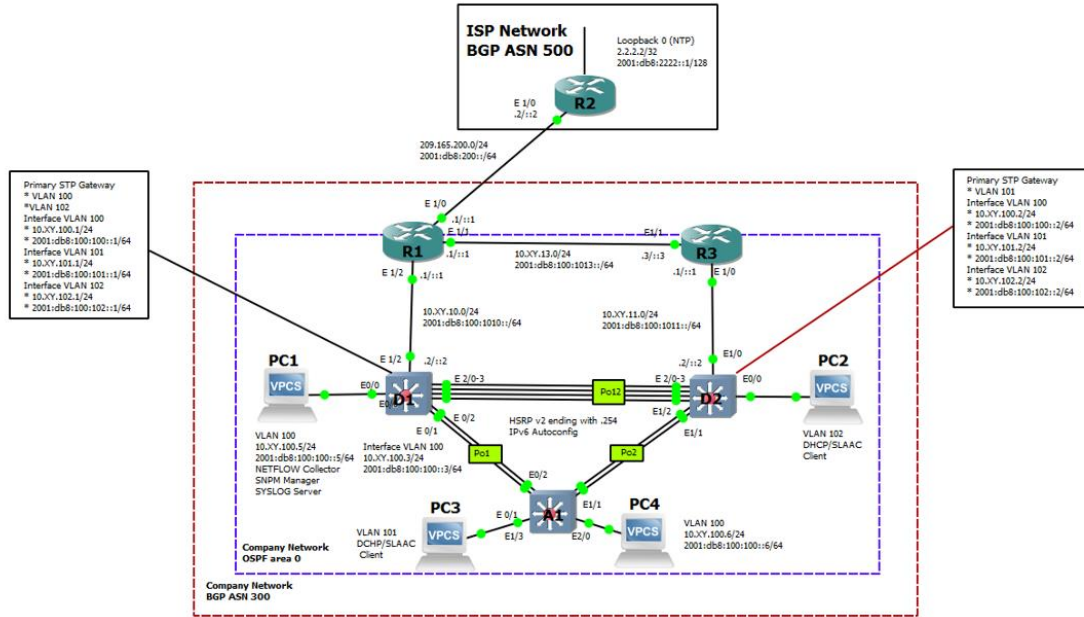 ISP Network
BGP ASN 500
Loopback 0 (NTP)
2.2.2.2/32
2001:db8:2222::1/128
E 1/0
.2/::2
R2
209.165.200.0/24
2001:db8:200::/64
Primary STP Gateway
* VLAN 100
*VLAN 102
Interface VLAN 100
* 10.XY.100.1/24
* 2001:db8:100:100::1/64
Interface VLAN 101
* 10.XY.101.1/24
* 2001:db8:100:101::1/64
Interface VLAN 102
* 10.XY.102.1/24
* 2001:db8:100:102::1/64
Primary STP Gateway
* VLAN 101
Interface VLAN 100
* 10.XY.100.2/24
* 2001:db8:100:100::2/64
Interface VLAN 101
* 10.XY.101.2/24
* 2001:db8:100:101::2/64
Interface VLAN 102
* 10.XY.102.2/24
* 2001:db8:100:102::2/64
E 1/0
.1/::1
R1
E 1/1
.1/::1
E 1/2
.1/::1
10.XY.13.0/24
2001:db8:100:1013::/64
E1/1
.3/::3
R3
.1/::1
E 1/0
10.XY.10.0/24
2001:db8:100:1010::/64
10.XY.11.0/24
2001:db8:100:1011::/64
E 1/2
.2/::2
E1/0
.2/::2
PC1
VPCS
E0/0
E0/0
D1
E 2/0-3
Po12
E 2/0-3
D2
E0/0
PC2
VPCS
E 0/2
E 0/1
HSRP v2 ending with .254
IPv6 Autoconfig
E1/2
E1/1
VLAN 100
10.XY.100.5/24
2001:db8:100:100::5/64
NETFLOW Collector
SNPM Manager
SYSLOG Server
Interface VLAN 100
10.XY.100.3/24
2001:db8:100:100::3/64
Po1
Po2
VLAN 102
DHCP/SLAAC
Client
E0/2
E1/1
A1
PC3
VPCS
E 0/1
E1/3
VLAN 101
DCHP/SLAAC
Client
E2/0
PC4
VPCS
VLAN 100
10.XY.100.6/24
2001:db8:100:100::6/64
Company Network
OSPF area 0
Company Network
BGP ASN 300